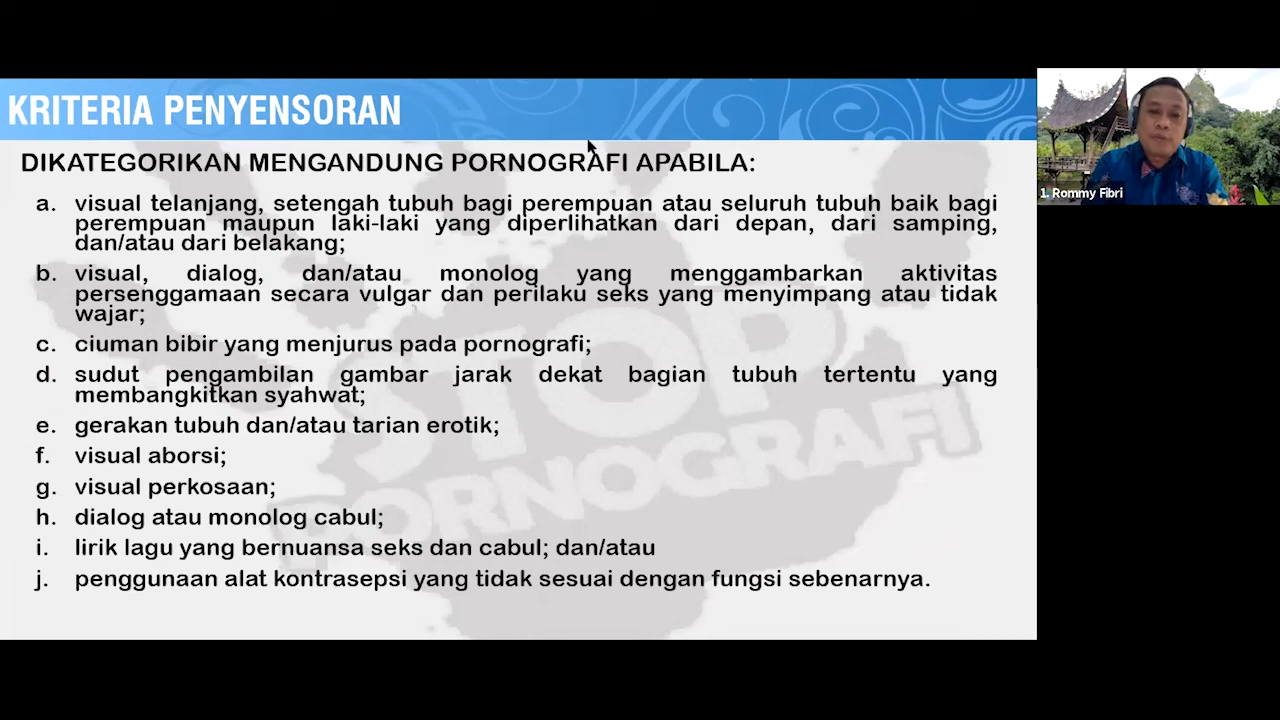 KRITERIA PENYENSORAN
DIKATEGORIKAN MENGANDUNG PORNOGRAFI APABILA:
a. visual telanjang, setengah tubuh bagi perempuan atau seluruh tubuh baik bagi
perempuan maupun laki-laki yang diperlihatkan dari depan, dari samping,
dan/atau dari belakang;
b. visual, dialog, dan/atau monolog yang menggambarkan aktivitas
persenggamaan secara vulgar dan perilaku seks yang menyimpang atau tidak
wajar;
c. ciuman bibir yang menjurus pada pornografi;
d. sudut pengambilan gambar jarak dekat bagian tubuh tertentu yang
membangkitkan syahwat;
e. gerakan tubuh dan/atau tarian erotik;
f. visual aborsi;
g. visual perkosaan;
h. dialog atau monolog cabul;
i. lirik lagu yang bernuansa seks dan cabul; dan/atau
j. penggunaan alat kontrasepsi yang tidak sesuai dengan fungsi sebenarnya.
STOP
PORNOGRAFI
1. Rommy Fibri